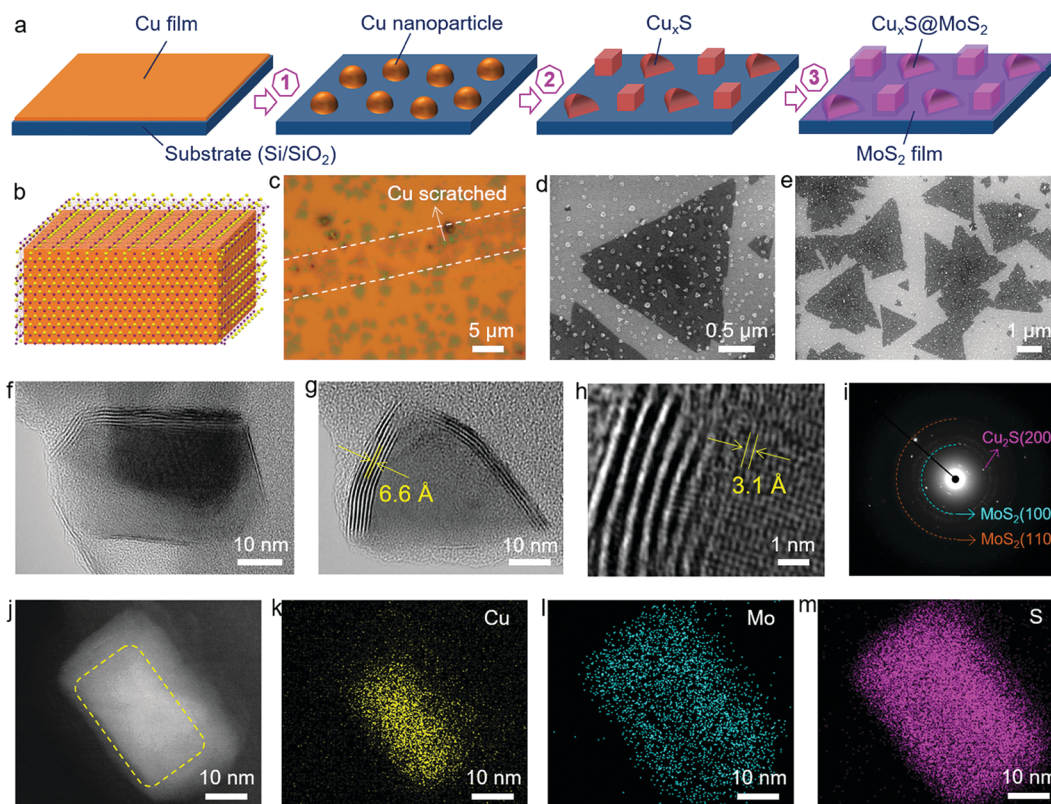 a
Cu film
Cu nanoparticle
CuₓS
CuₓS@MoS₂
1
2
3
Substrate (Si/SiO₂)
MoS₂ film
b
c
Cu scratched
5 μm
d
0.5 μm
e
1 μm
f
10 nm
g
6.6 Å
10 nm
h
3.1 Å
1 nm
i
Cu₂S(200
MoS₂(100
MoS₂(110
j
10 nm
k
Cu
10 nm
l
Mo
10 nm
m
S
10 nm